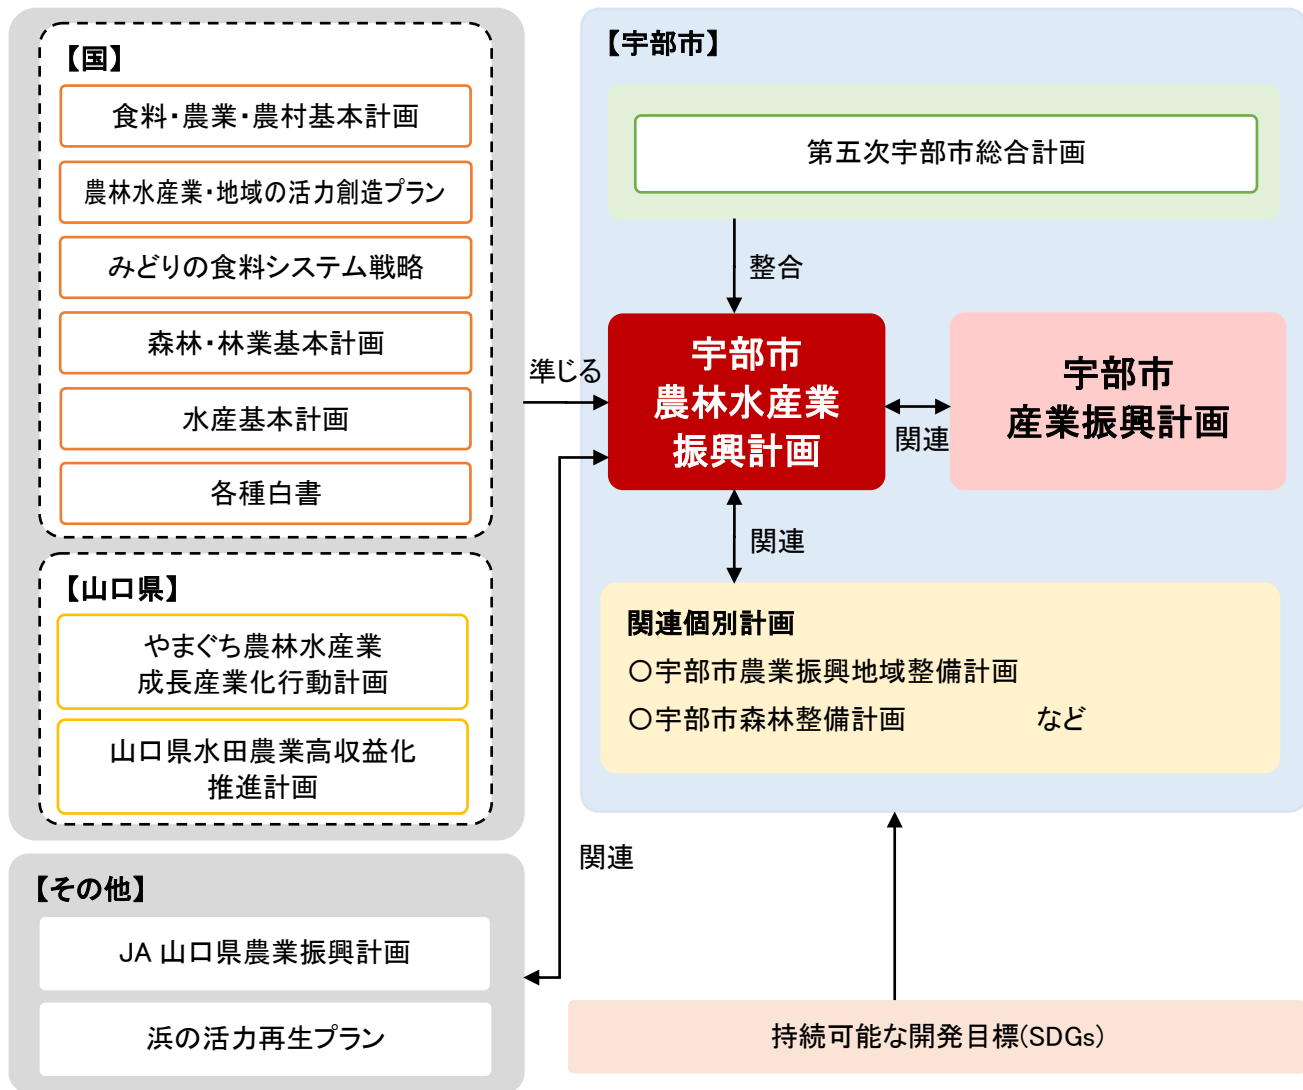 【国】
食料・農業・農村基本計画
農林水産業・地域の活力創造プラン
みどりの食料システム戦略
森林・林業基本計画
水産基本計画
各種白書
【山口県】
やまぐち農林水産業
成長産業化行動計画
山口県水田農業高収益化
推進計画
【その他】
JA 山口県農業振興計画
浜の活力再生プラン
準じる
関連
【宇部市】
第五次宇部市総合計画
整合
宇部市
農林水産業
振興計画
関連
宇部市
産業振興計画
関連
関連個別計画
〇宇部市農業振興地域整備計画
〇宇部市森林整備計画 など
持続可能な開発目標(SDGs)